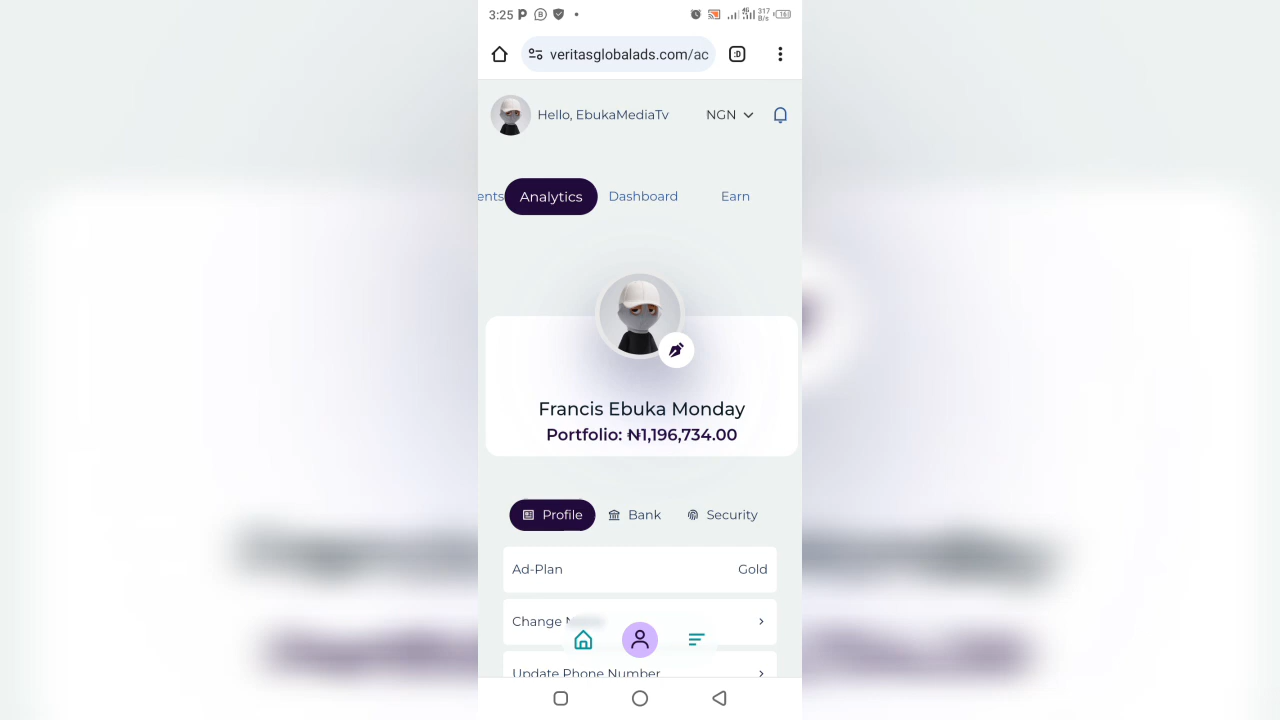 3:25
317
B/s
veritasglobalads.com/ac
:D
Hello, EbukaMediaTv
NGN
ents
Analytics
Dashboard
Earn
Francis Ebuka Monday
Portfolio: ₦1,196,734.00
Profile
Bank
Security
Ad-Plan
Gold
Change
Update Phone Number